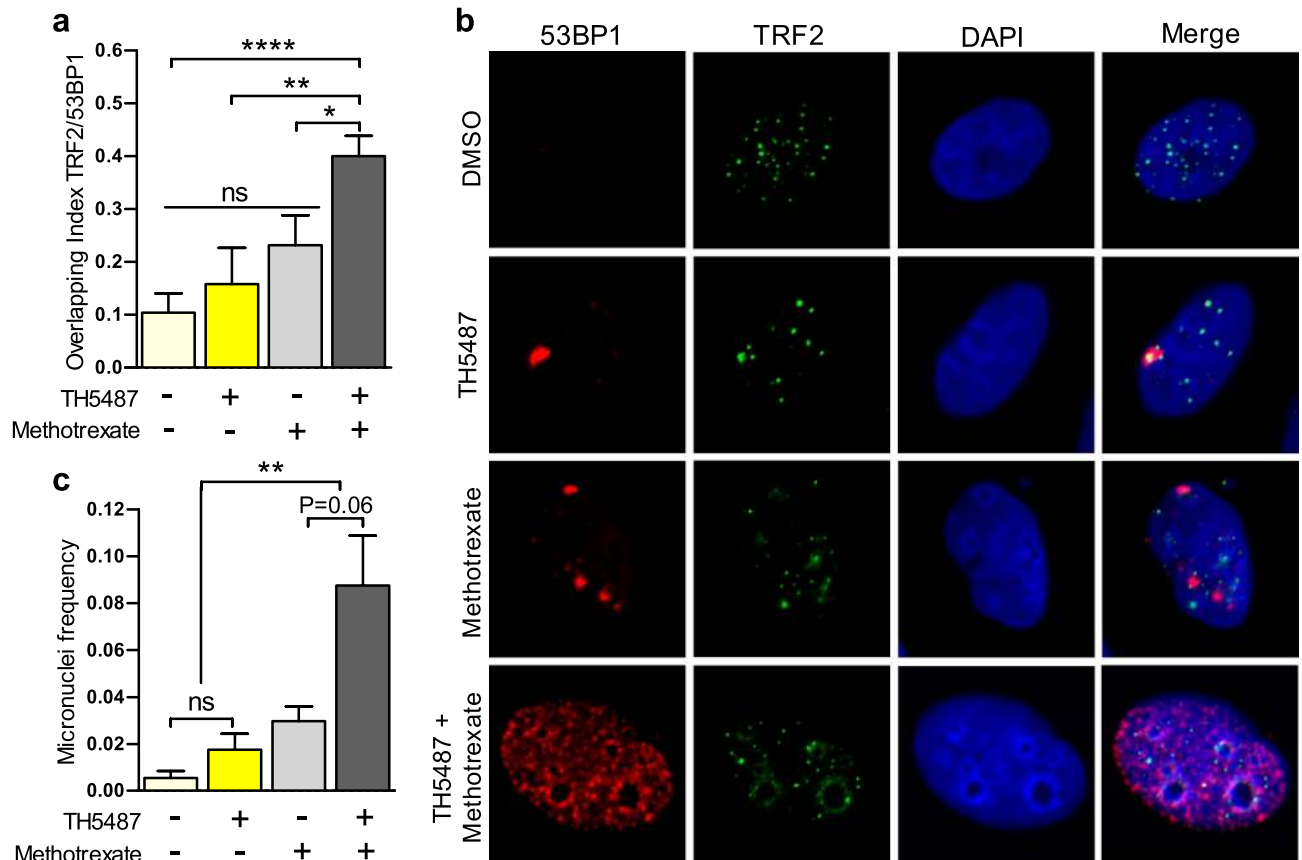 a
Overlapping Index TRF2/53BP1
0.6
0.5
0.4
0.3
0.2
0.1
0.0
****
**
*
ns
TH5487 - + - +
Methotrexate - - + +
b
53BP1 TRF2 DAPI Merge
DMSO
TH5487
Methotrexate
TH5487 +
Methotrexate
c
Micronuclei frequency
0.12
0.10
0.08
0.06
0.04
0.02
0.00
**
P=0.06
ns
TH5487 - + - +
Methotrexate - - + +